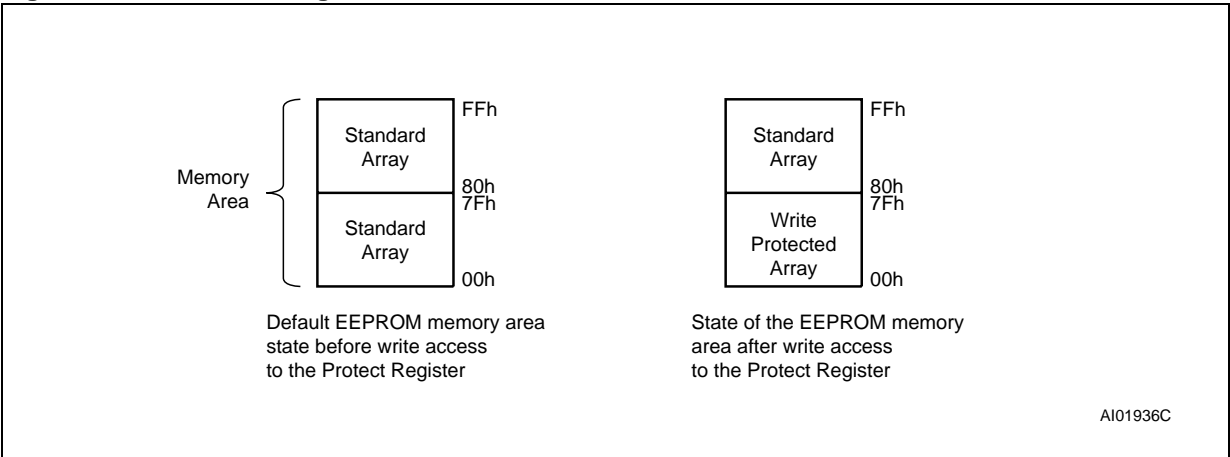 FFh
Standard
Array
80h
Memory
Area
7Fh
Standard
Array
00h
Default EEPROM memory area
state before write access
to the Protect Register
FFh
Standard
Array
80h
7Fh
Write
Protected
Array
00h
State of the EEPROM memory
area after write access
to the Protect Register
AI01936C